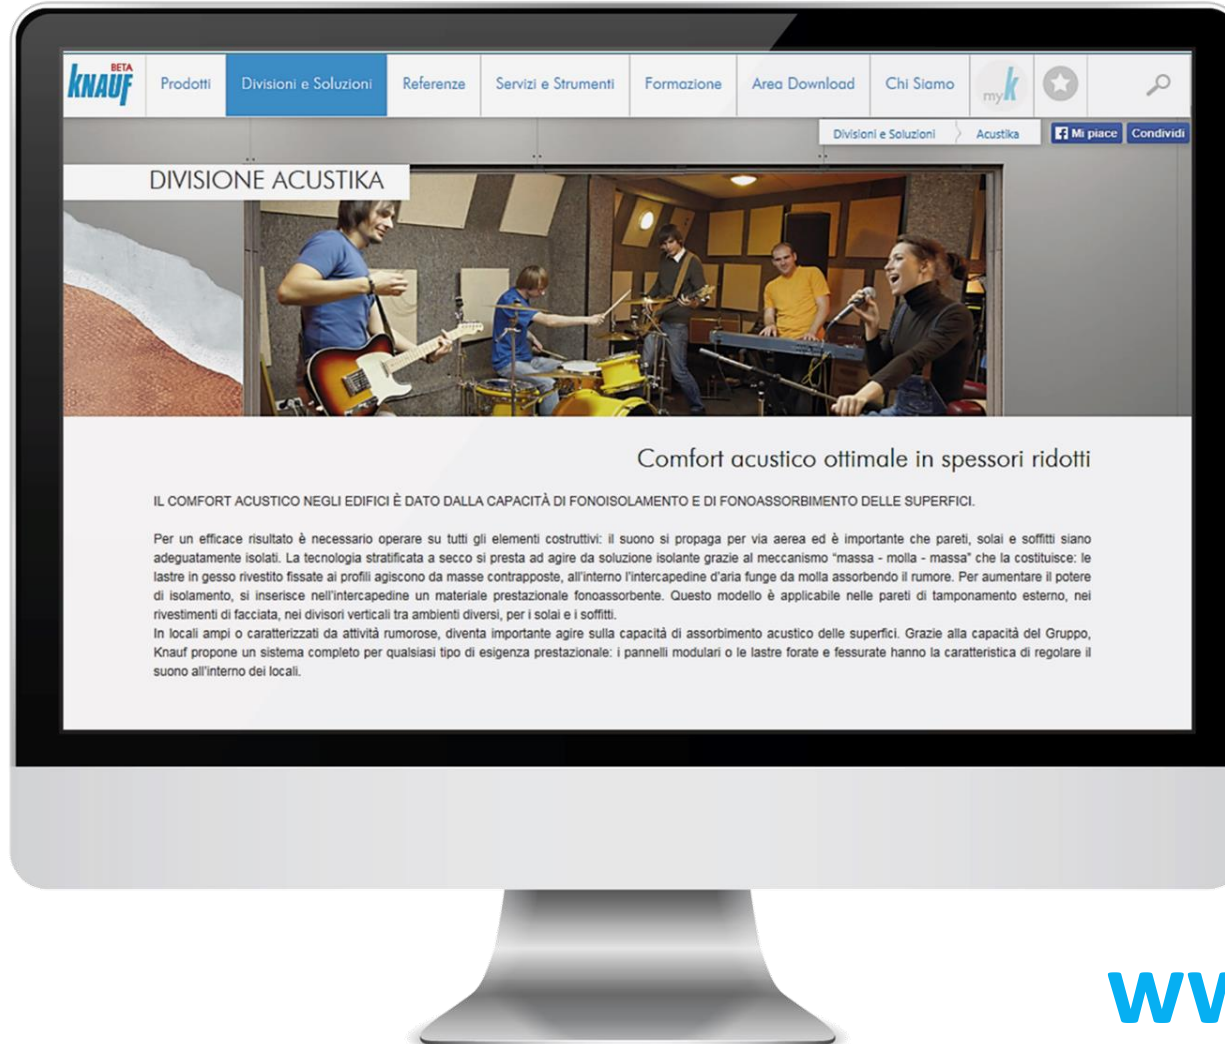 BETA
KNAUF
Prodotti
Divisioni e Soluzioni
Referenze
Servizi e Strumenti
Formazione
Area Download
Chi Siamo
myk
Divisioni e Soluzioni
Acustika
Mi piace
Condividi
DIVISIONE ACUSTIKA
Comfort acustico ottimale in spessori ridotti
IL COMFORT ACUSTICO NEGLI EDIFICI È DATO DALLA CAPACITÀ DI FONOISOLAMENTO E DI FONOASSORBIMENTO DELLE SUPERFICI.
Per un efficace risultato è necessario operare su tutti gli elementi costruttivi: il suono si propaga per via aerea ed è importante che pareti, solai e soffitti siano
adeguatamente isolati. La tecnologia stratificata a secco si presta ad agire da soluzione isolante grazie al meccanismo "massa - molla - massa" che la costituisce: le
lastre in gesso rivestito fissate ai profili agiscono da masse contrapposte, all'interno l'intercapedine d'aria funge da molla assorbendo il rumore. Per aumentare il potere
di isolamento, si inserisce nell'intercapedine un materiale prestazionale fonoassorbente. Questo modello è applicabile nelle pareti di tamponamento esterno, nei
rivestimenti di facciata, nei divisori verticali tra ambienti diversi, per i solai e i soffitti.
In locali ampi o caratterizzati da attività rumorose, diventa importante agire sulla capacità di assorbimento acustico delle superfici. Grazie alla capacità del Gruppo,
Knauf propone un sistema completo per qualsiasi tipo di esigenza prestazionale: i pannelli modulari o le lastre forate e fessurate hanno la caratteristica di regolare il
suono all'interno dei locali.